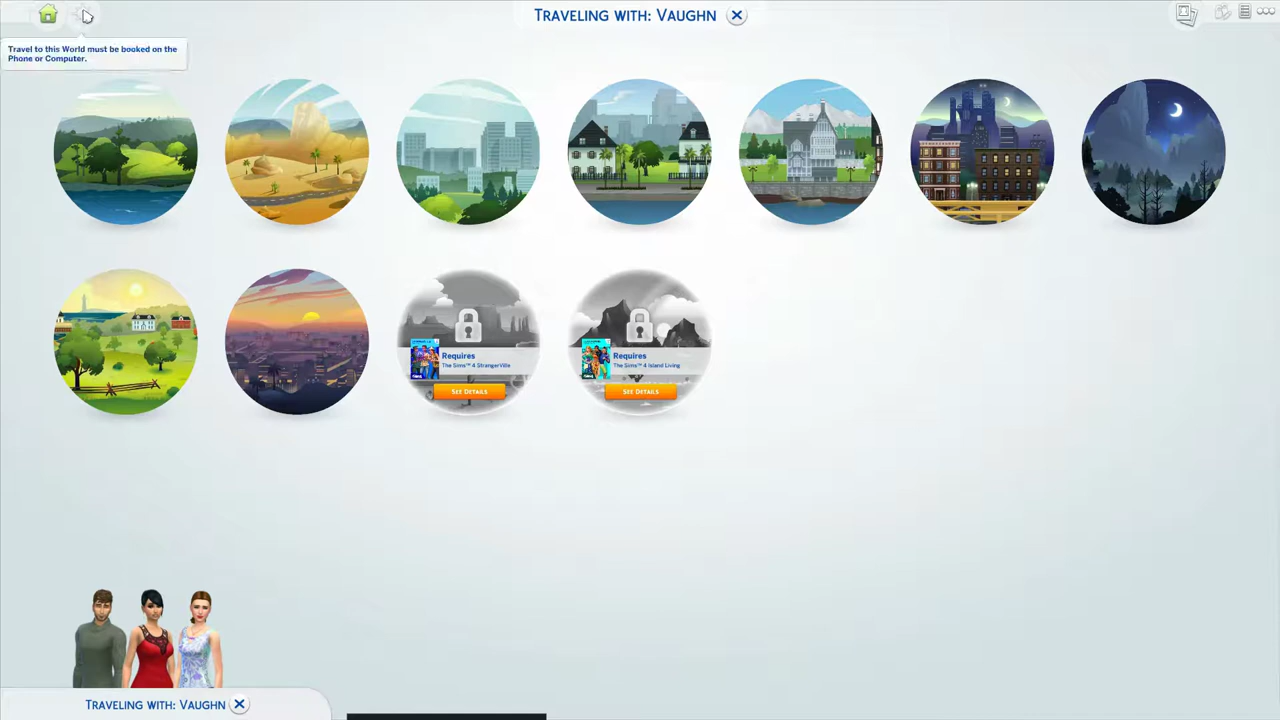 TRAVELING WITH: VAUGHN
Travel to this World must be booked on the
Phone or Computer.
Requires
The Sims™ 4 StrangerVille
SEE DETAILS
Requires
The Sims™ 4 Island Living
SEE DETAILS
TRAVELING WITH: VAUGHN